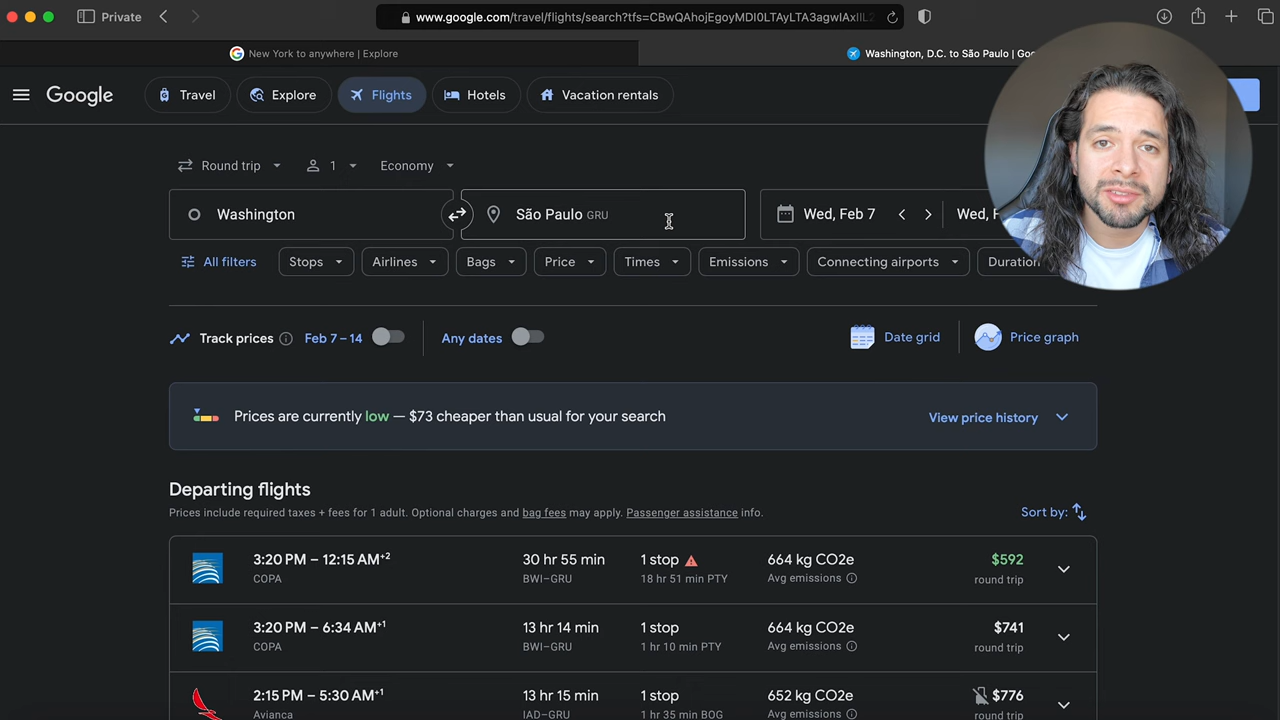 Private
www.google.com/travel/flights/search?tfs=CBwQAhojEgoyMDI0LTAyLTA3agwIAxIIL2
New York to anywhere | Explore
Washington, D.C. to São Paulo | Goo
Google
Travel
Explore
Flights
Hotels
Vacation rentals
Round trip
1
Economy
Washington
São Paulo GRU
Wed, Feb 7
Wed, F
All filters
Stops
Airlines
Bags
Price
Times
Emissions
Connecting airports
Duration
Track prices
Feb 7 – 14
Any dates
Date grid
Price graph
Prices are currently low — $73 cheaper than usual for your search
View price history
Departing flights
Prices include required taxes + fees for 1 adult. Optional charges and bag fees may apply. Passenger assistance info.
Sort by:
3:20 PM – 12:15 AM+2
30 hr 55 min
1 stop
664 kg CO2e
$592
COPA
BWI–GRU
18 hr 51 min PTY
Avg emissions
round trip
3:20 PM – 6:34 AM+1
13 hr 14 min
1 stop
664 kg CO2e
$741
COPA
BWI–GRU
1 hr 10 min PTY
Avg emissions
round trip
2:15 PM – 5:30 AM+1
13 hr 15 min
1 stop
652 kg CO2e
$776
Avianca
IAD–GRU
1 hr 35 min BOG
Avg emissions
round trip